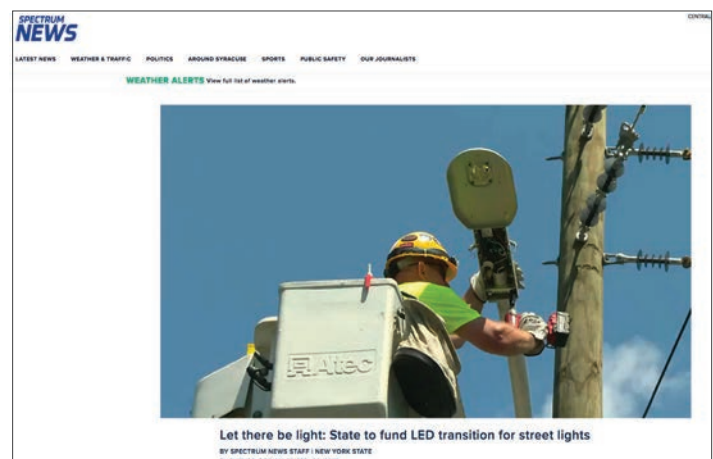 SPECTRUM
NEWS
CENTRAL
LATEST NEWS WEATHER & TRAFFIC POLITICS AROUND SYRACUSE SPORTS PUBLIC SAFETY OUR JOURNALISTS
WEATHER ALERTS View full list of weather alerts.
Altec
Let there be light: State to fund LED transition for street lights
BY SPECTRUM NEWS STAFF | NEW YORK STATE